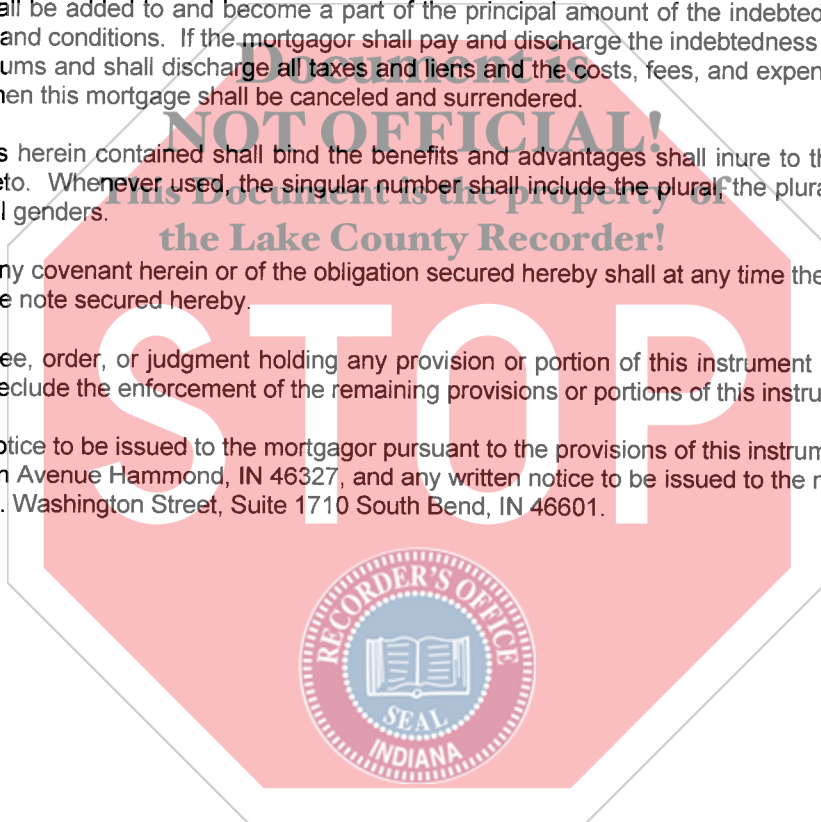 all be added to and become a part of the principal amount of the indebted
and conditions. If the mortgagor shall pay and discharge the indebtedness
ums and shall discharge all taxes and liens and the costs, fees, and expen
hen this mortgage shall be canceled and surrendered.
Document is
NOT OFFICIAL!
This Document is the property of
the Lake County Recorder!
s herein contained shall bind the benefits and advantages shall inure to th
eto. Whenever used, the singular number shall include the plural, the plura
l genders.
ny covenant herein or of the obligation secured hereby shall at any time the
e note secured hereby.
STOP
ee, order, or judgment holding any provision or portion of this instrument
eclude the enforcement of the remaining provisions or portions of this instru
otice to be issued to the mortgagor pursuant to the provisions of this instrum
n Avenue Hammond, IN 46327, and any written notice to be issued to the m
. Washington Street, Suite 1710 South Bend, IN 46601.
RECORDER'S OFFICE
SEAL
INDIANA